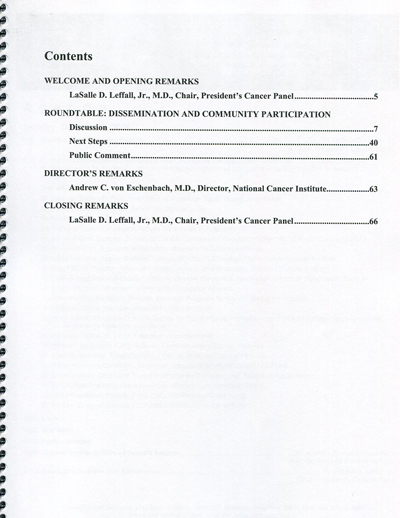 Contents
WELCOME AND OPENING REMARKS
LaSalle D. Leffall, Jr., M.D., Chair, President's Cancer Panel....................................5
ROUNDTABLE: DISSEMINATION AND COMMUNITY PARTICIPATION
Discussion ....................................7
Next Steps ....................................40
Public Comment....................................61
DIRECTOR'S REMARKS
Andrew C. von Eschenbach, M.D., Director, National Cancer Institute....................63
CLOSING REMARKS
LaSalle D. Leffall, Jr., M.D., Chair, President's Cancer Panel....................................66